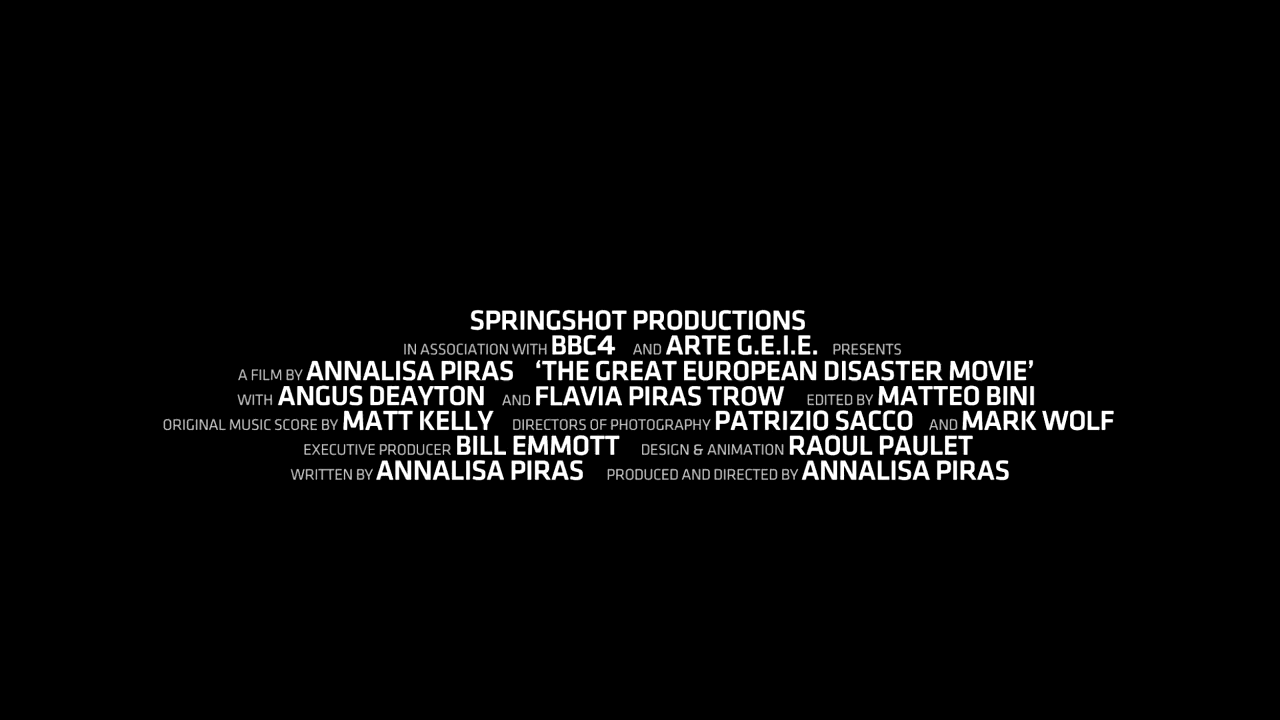 SPRINGSHOT PRODUCTIONS
IN ASSOCIATION WITH BBC4 AND ARTE G.E.I.E. PRESENTS
A FILM BY ANNALISA PIRAS ‘THE GREAT EUROPEAN DISASTER MOVIE’
WITH ANGUS DEAYTON AND FLAVIA PIRAS TROW EDITED BY MATTEO BINI
ORIGINAL MUSIC SCORE BY MATT KELLY DIRECTORS OF PHOTOGRAPHY PATRIZIO SACCO AND MARK WOLF
EXECUTIVE PRODUCER BILL EMMOTT DESIGN & ANIMATION RAOUL PAULET
WRITTEN BY ANNALISA PIRAS PRODUCED AND DIRECTED BY ANNALISA PIRAS